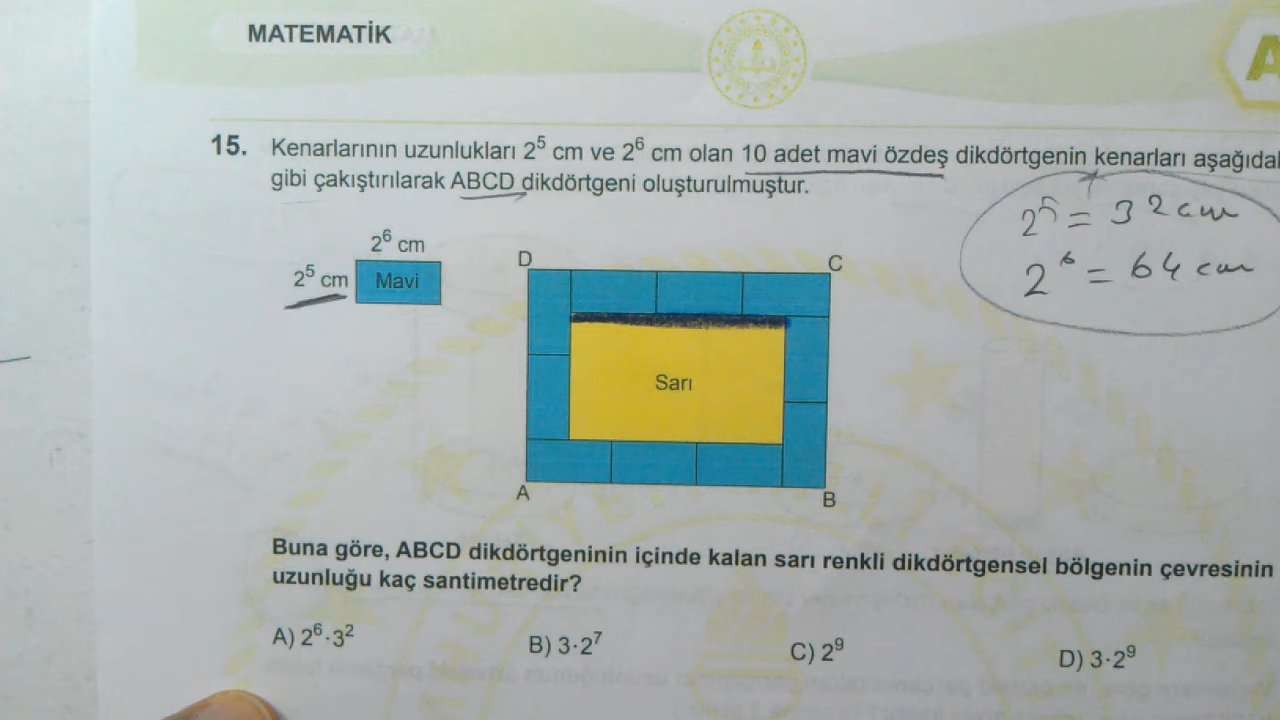 MATEMATİK
15. Kenarlarının uzunlukları 2⁵ cm ve 2⁶ cm olan 10 adet mavi özdeş dikdörtgenin kenarları aşağıda
gibi çakıştırılarak ABCD dikdörtgeni oluşturulmuştur.
2⁵ = 32 cm
2⁶ = 64 cm
2⁶ cm
2⁵ cm Mavi
D C
Sarı
A B
Buna göre, ABCD dikdörtgeninin içinde kalan sarı renkli dikdörtgensel bölgenin çevresinin
uzunluğu kaç santimetredir?
A) 2⁶·3² B) 3·2⁷ C) 2⁹ D) 3·2⁹